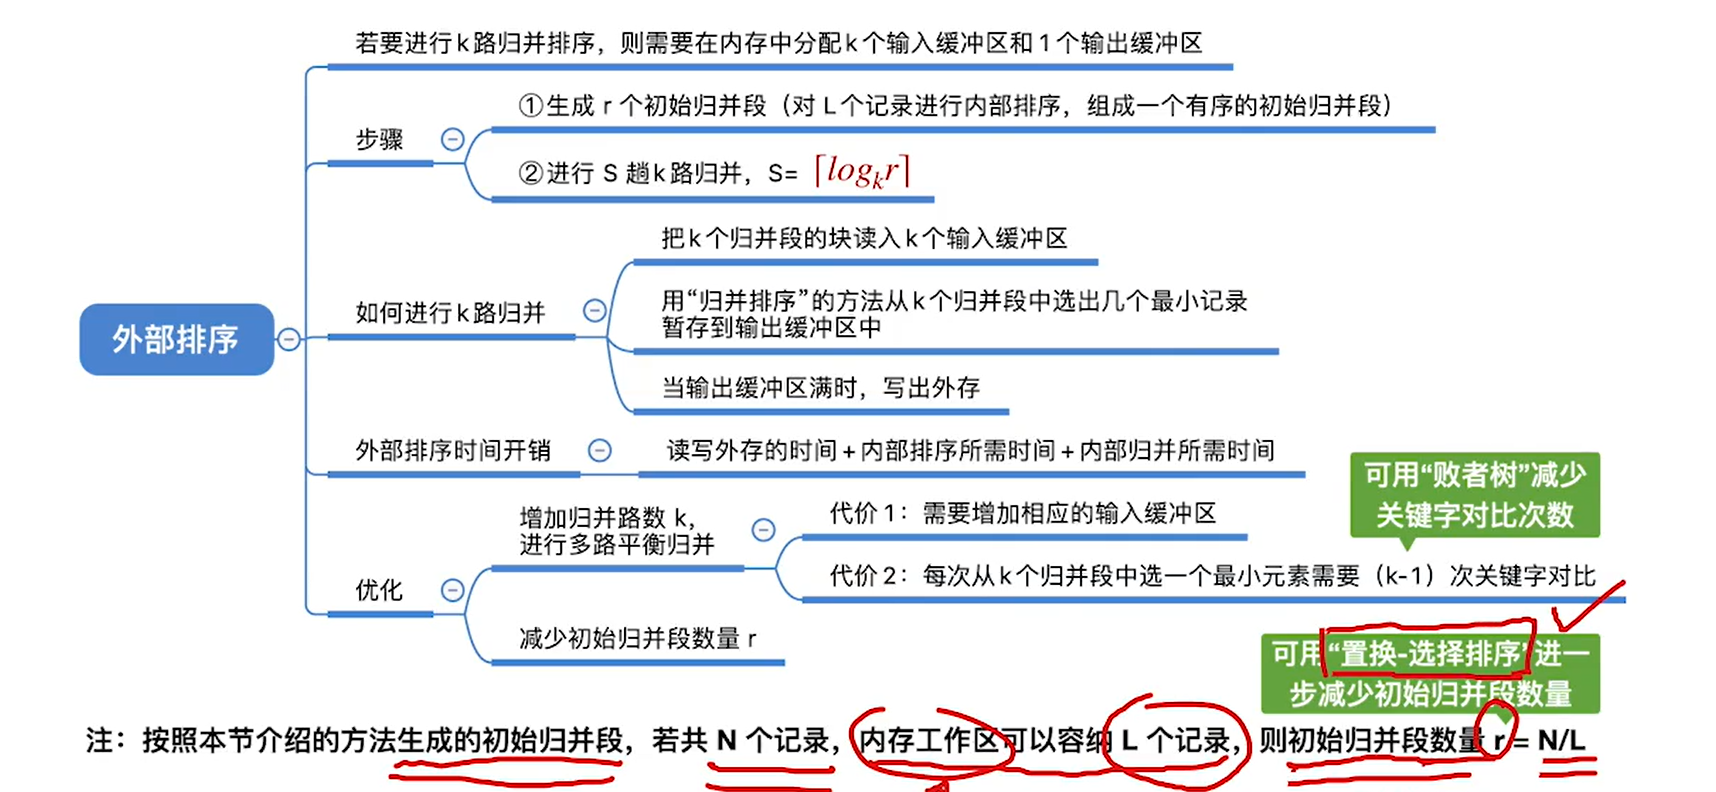 若要进行k路归并排序，则需要在内存中分配k个输入缓冲区和1个输出缓冲区
步骤
①生成 r 个初始归并段（对 L 个记录进行内部排序，组成一个有序的初始归并段）
②进行 S 趟k路归并，S= ⌈logₖr⌉
外部排序
如何进行k路归并
把k个归并段的块读入k个输入缓冲区
用“归并排序”的方法从k个归并段中选出几个最小记录
暂存到输出缓冲区中
当输出缓冲区满时，写出外存
外部排序时间开销
读写外存的时间+内部排序所需时间+内部归并所需时间
优化
增加归并路数 k，
进行多路平衡归并
代价 1：需要增加相应的输入缓冲区
可用“败者树”减少
关键字对比次数
代价 2：每次从k个归并段中选一个最小元素需要（k-1）次关键字对比
减少初始归并段数量 r
可用“置换-选择排序”进一
步减少初始归并段数量
注：按照本节介绍的方法生成的初始归并段，若共 N 个记录，内存工作区可以容纳 L 个记录，则初始归并段数量 r = N/L